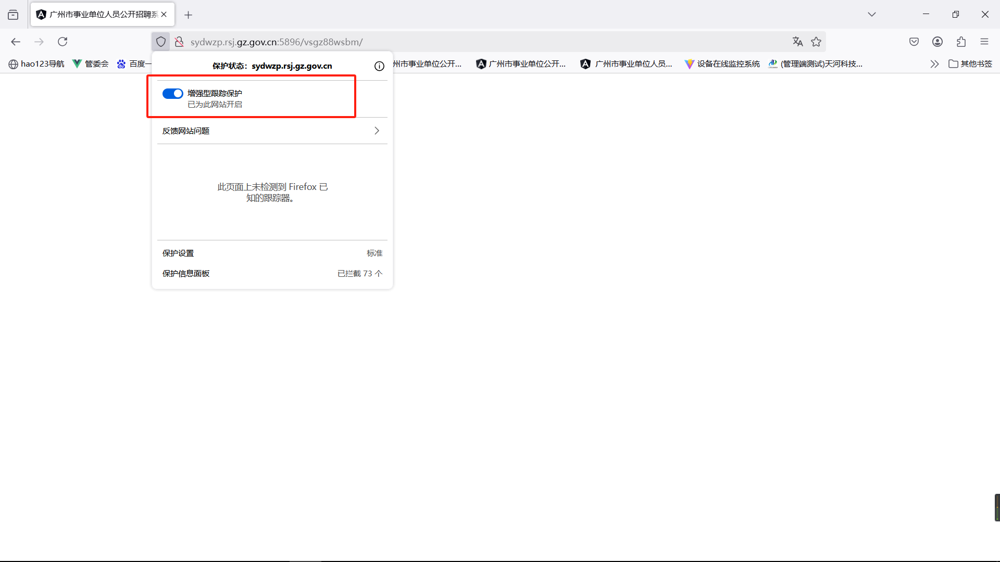 广州市事业单位人员公开招聘系
sydwzp.rsj.gz.gov.cn:5896/vsgz88wsbm/
hao123导航
管委会
百度一
州市事业单位公开...
广州市事业单位公开...
广州市事业单位人员...
设备在线监控系统
(管理端测试)天河科技...
其他书签
保护状态：sydwzp.rsj.gz.gov.cn
增强型跟踪保护
已为此网站开启
反馈网站问题
此页面上未检测到 Firefox 已
知的跟踪器。
保护设置
标准
保护信息面板
已拦截 73 个